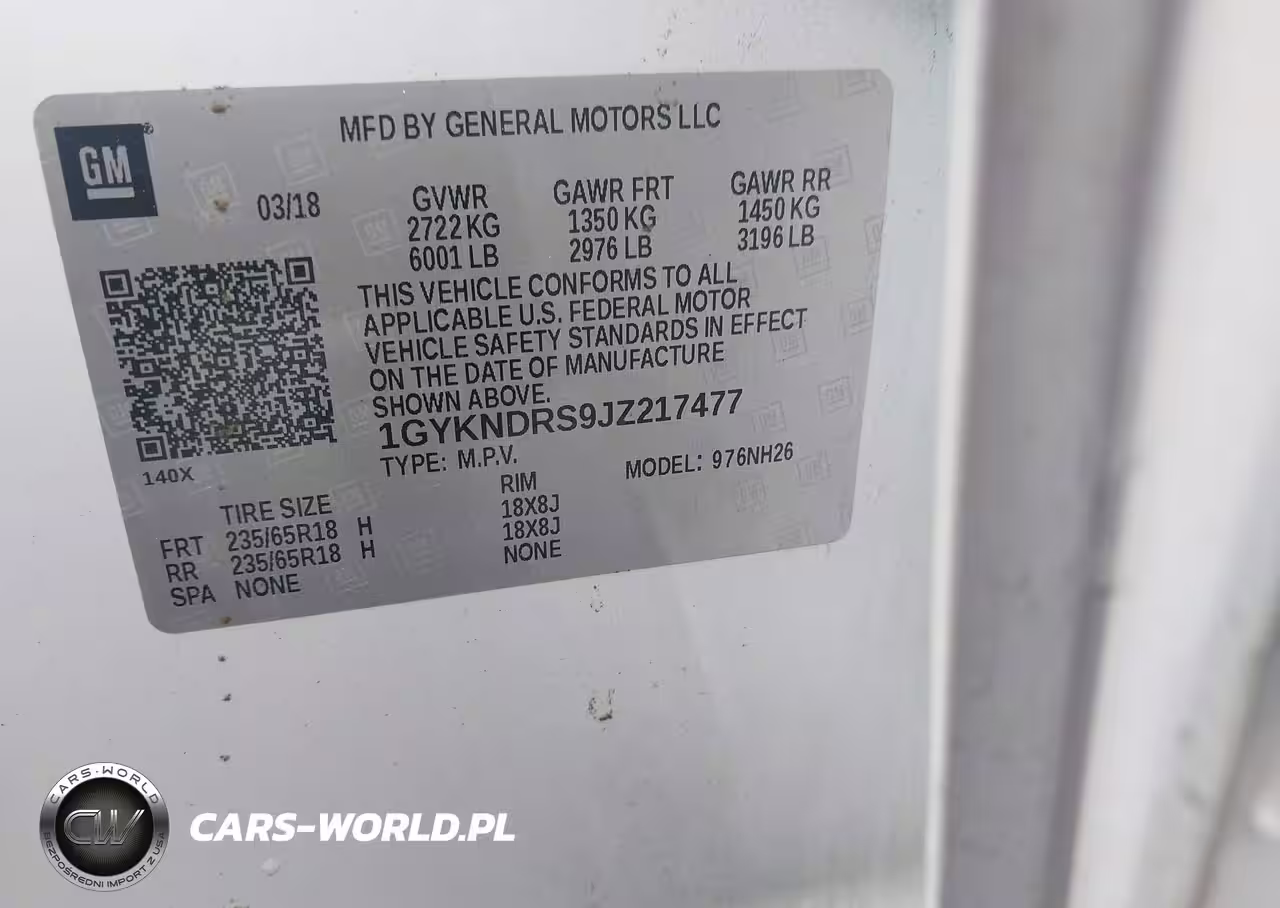 MFD BY GENERAL MOTORS LLC
GM
®
03/18
GVWR GAWR FRT GAWR RR
2722 KG 1350 KG 1450 KG
6001 LB 2976 LB 3196 LB
THIS VEHICLE CONFORMS TO ALL
APPLICABLE U.S. FEDERAL MOTOR
VEHICLE SAFETY STANDARDS IN EFFECT
ON THE DATE OF MANUFACTURE
SHOWN ABOVE.
1GYKNDRS9JZ217477
TYPE: M.P.V. MODEL: 976NH26
140X
TIRE SIZE RIM
FRT 235/65R18 H 18X8J
RR 235/65R18 H 18X8J
SPA NONE NONE
CARS-WORLD
CW
BEZPOŚREDNI IMPORT Z USA
CARS-WORLD.PL